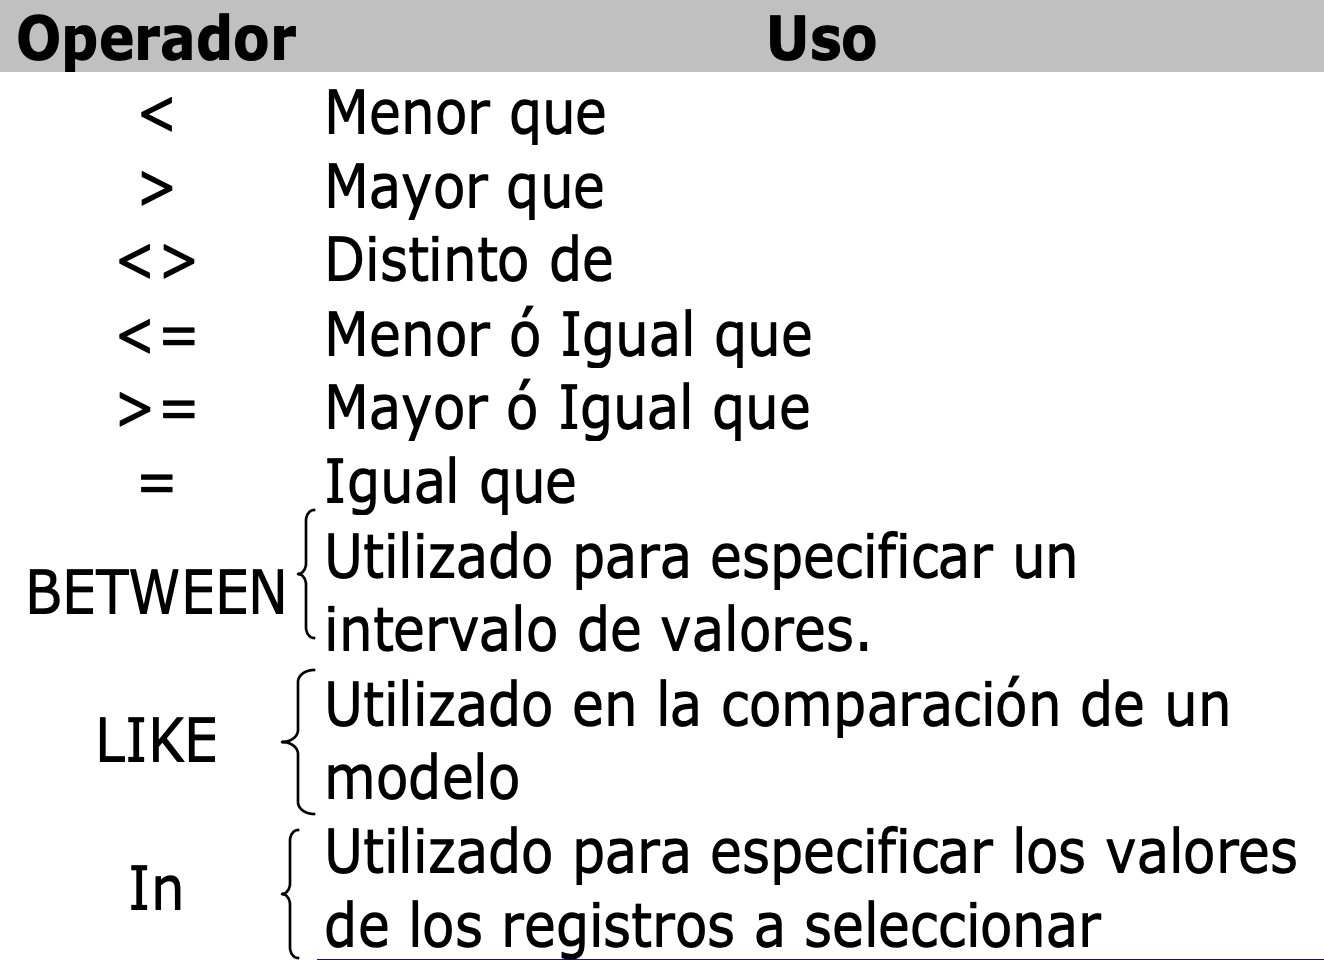 Operador Uso
< Menor que
> Mayor que
<> Distinto de
<= Menor ó Igual que
>= Mayor ó Igual que
= Igual que
BETWEEN Utilizado para especificar un
intervalo de valores.
LIKE Utilizado en la comparación de un
modelo
In Utilizado para especificar los valores
de los registros a seleccionar